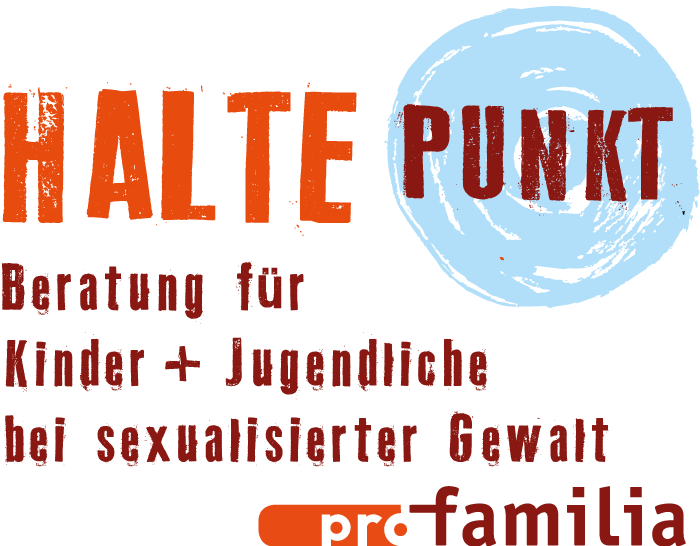 HALTE PUNKT
Beratung für
Kinder + Jugendliche
bei sexualisierter Gewalt
pro familia